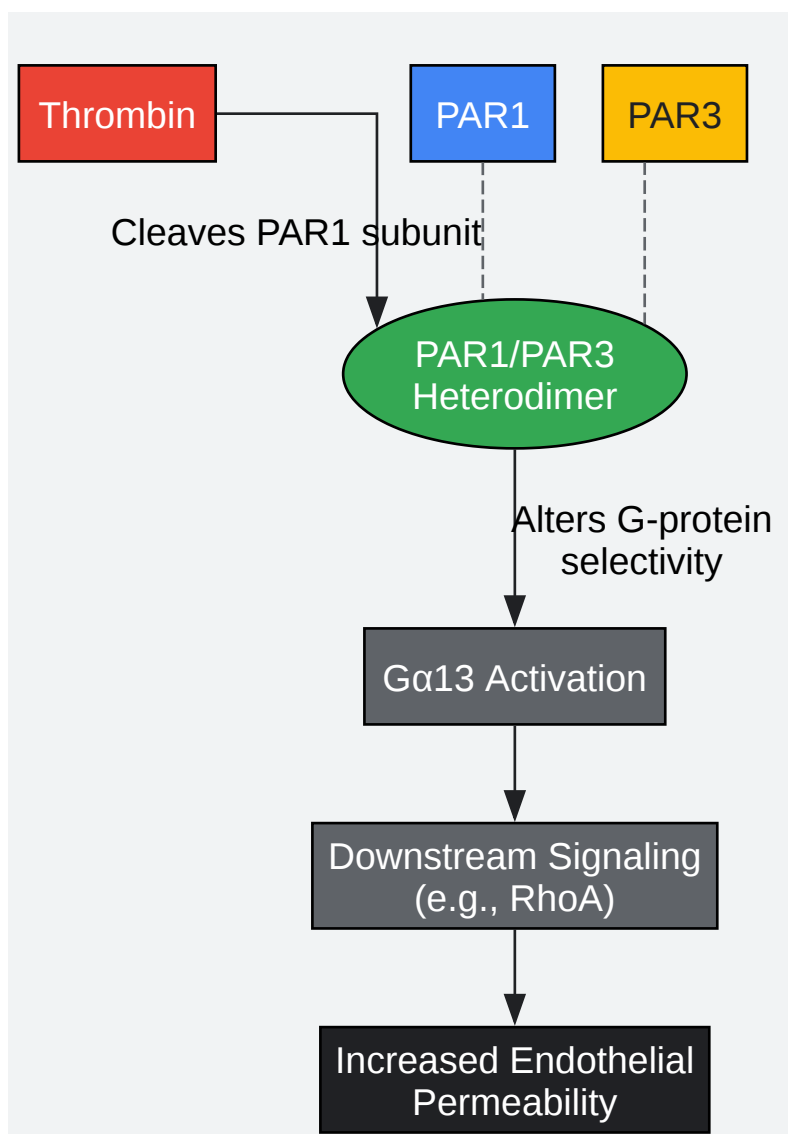 Thrombin
PAR1
PAR3
Cleaves PAR1 subunit
PAR1/PAR3
Heterodimer
Alters G-protein
selectivity
Gα13 Activation
Downstream Signaling
(e.g., RhoA)
Increased Endothelial
Permeability